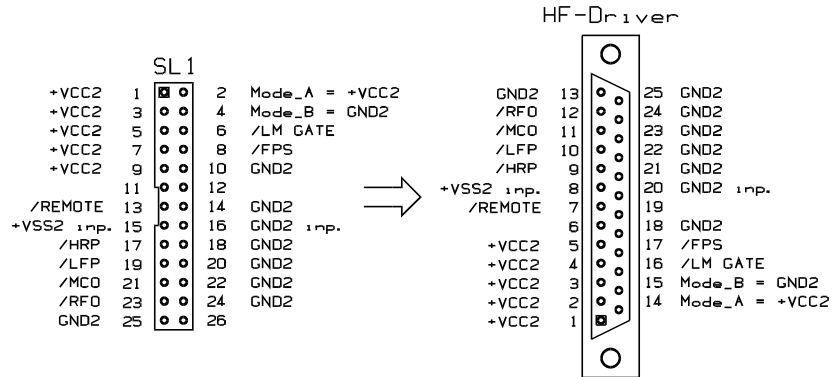 HF-Driver
SL1
+VCC2 1 2 Mode_A = +VCC2
+VCC2 3 4 Mode_B = GND2
+VCC2 5 6 /LM GATE
+VCC2 7 8 /FPS
+VCC2 9 10 GND2
11 12
/REMOTE 13 14 GND2
+VSS2 inp. 15 16 GND2 inp.
/HRP 17 18 GND2
/LFP 19 20 GND2
/MCO 21 22 GND2
/RFO 23 24 GND2
GND2 25 26
GND2 13 25 GND2
/RFO 12 24 GND2
/MCO 11 23 GND2
/LFP 10 22 GND2
/HRP 9 21 GND2
+VSS2 inp. 8 20 GND2 inp.
/REMOTE 7 19
6 18 GND2
+VCC2 5 17 /FPS
+VCC2 4 16 /LM GATE
+VCC2 3 15 Mode_B = GND2
+VCC2 2 14 Mode_A = +VCC2
+VCC2 1